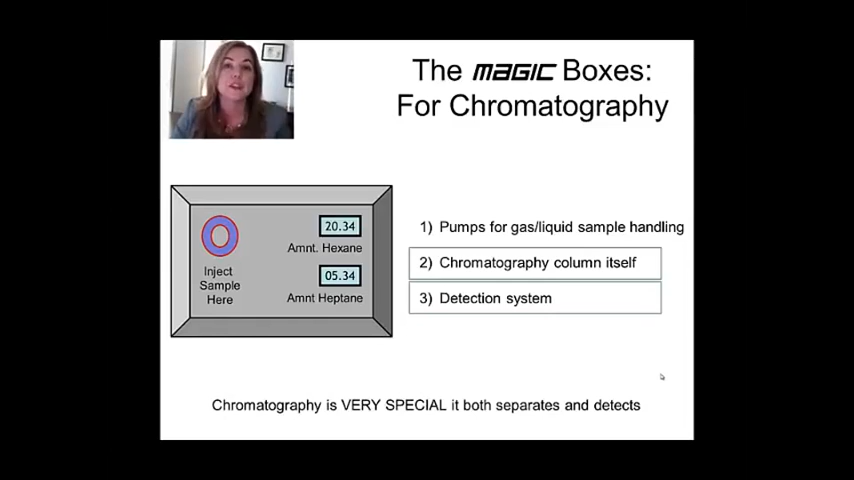 The MAGIC Boxes:
For Chromatography
20.34
Amnt. Hexane
05.34
Amnt Heptane
Inject
Sample
Here
1) Pumps for gas/liquid sample handling
2) Chromatography column itself
3) Detection system
Chromatography is VERY SPECIAL it both separates and detects